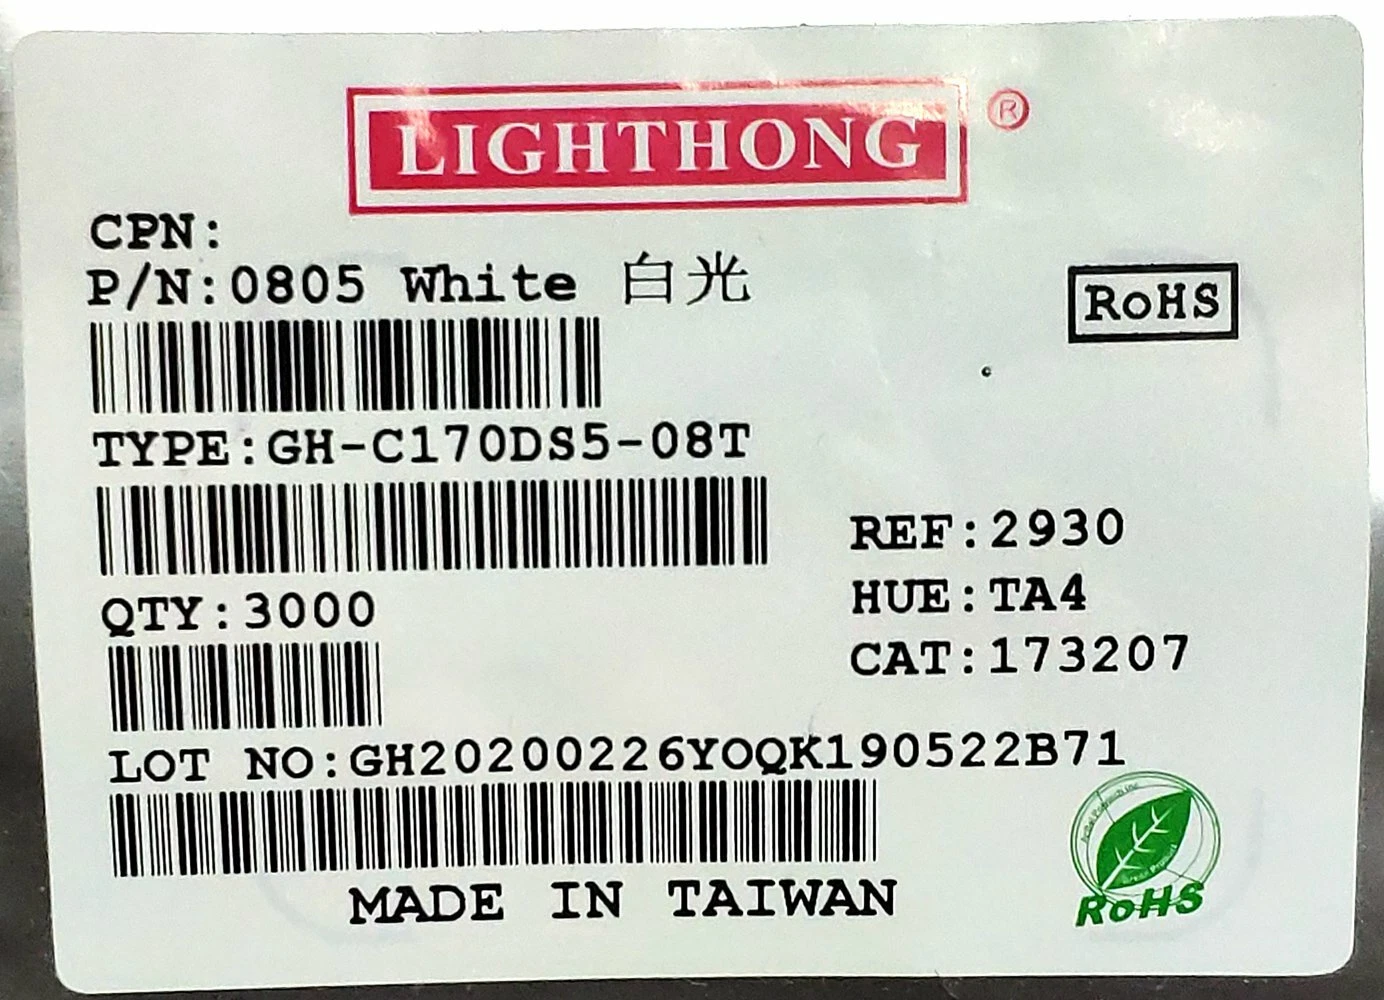 LIGHTHONG ®
CPN:
P/N:0805 White 白光
RoHS
TYPE:GH-C170DS5-08T
REF:2930
QTY:3000
HUE:TA4
CAT:173207
LOT NO:GH20200226YOQK190522B71
MADE IN TAIWAN
RoHS